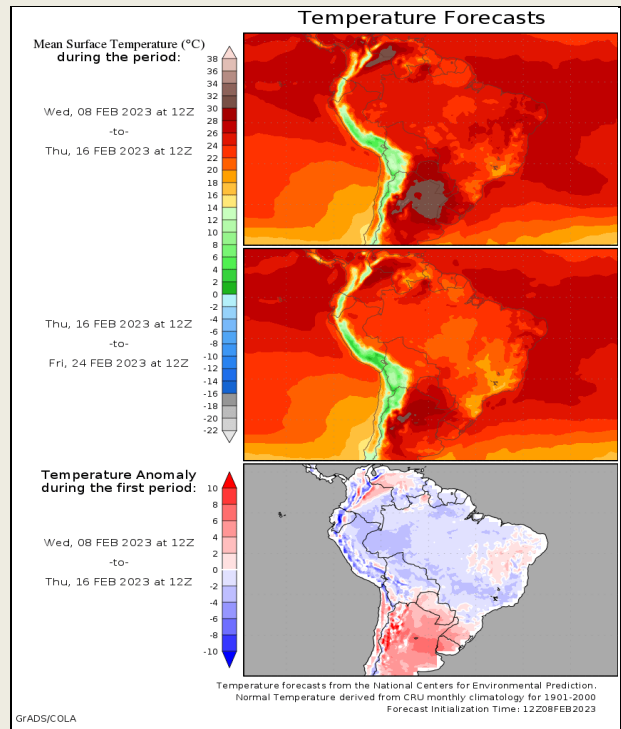 Temperature Forecasts
Mean Surface Temperature (°C)
during the period:
38
36
34
32
30
28
26
24
22
20
18
16
14
12
10
8
6
4
2
0
-2
-4
-6
-8
-10
-12
-14
-16
-18
-20
-22
Wed, 08 FEB 2023 at 12Z
-to-
Thu, 16 FEB 2023 at 12Z
Thu, 16 FEB 2023 at 12Z
-to-
Fri, 24 FEB 2023 at 12Z
Temperature Anomaly
during the first period:
10
8
6
4
2
0
-2
-4
-6
-8
-10
Wed, 08 FEB 2023 at 12Z
-to-
Thu, 16 FEB 2023 at 12Z
Temperature forecasts from the National Centers for Environmental Prediction.
Normal Temperature derived from CRU monthly climatology for 1901-2000
Forecast Initialization Time: 12Z08FEB2023
GrADS/COLA